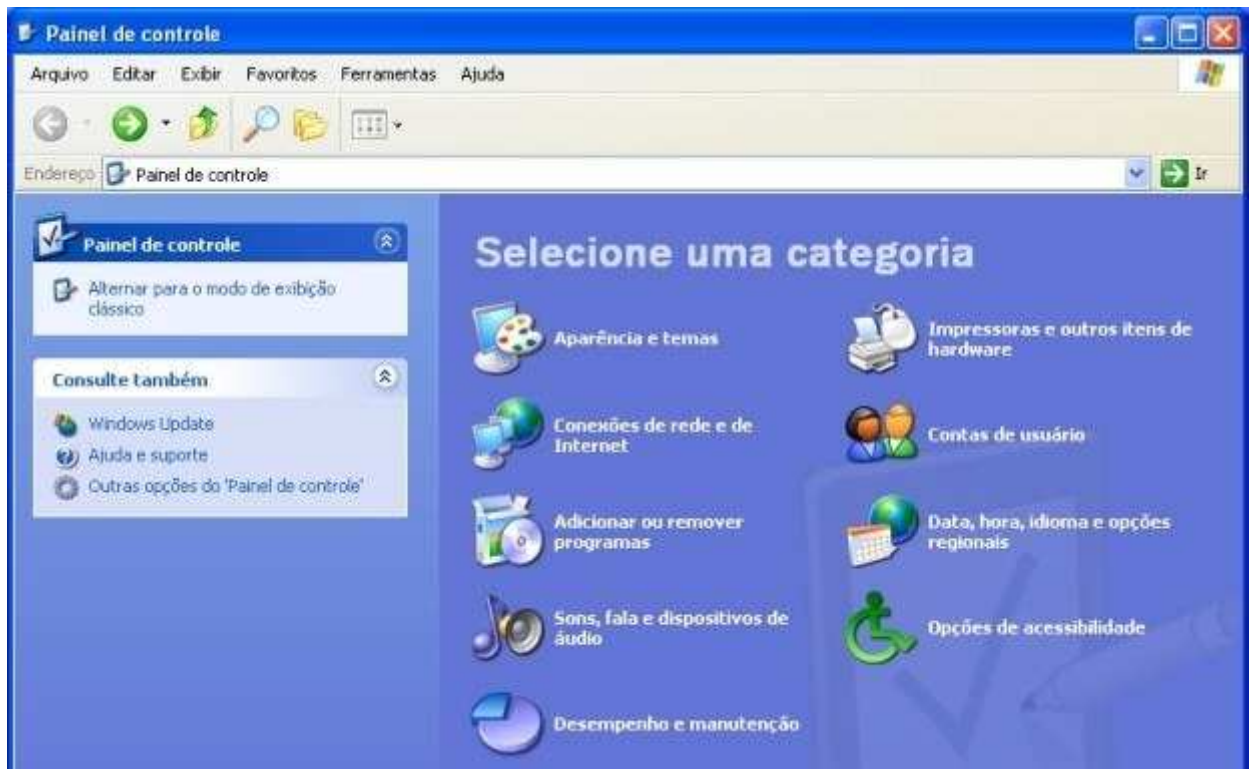 Painel de controle
Arquivo Editar Exibir Favoritos Ferramentas Ajuda
Endereço Painel de controle Ir
Painel de controle
Alternar para o modo de exibição
clássico
Consulte também
Windows Update
Ajuda e suporte
Outras opções do 'Painel de controle'
Selecione uma categoria
Aparência e temas
Impressoras e outros itens de
hardware
Conexões de rede e de
Internet
Contas de usuário
Adicionar ou remover
programas
Data, hora, idioma e opções
regionais
Sons, fala e dispositivos de
áudio
Opções de acessibilidade
Desempenho e manutenção